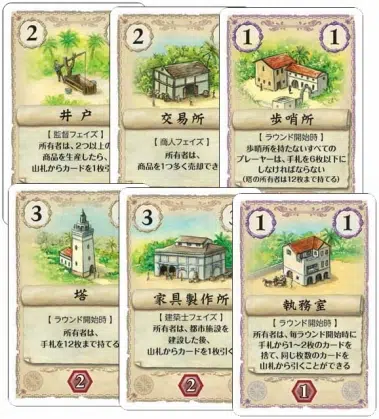 2
井戸
【監督フェイズ】
所有者は、2つ以上の
商品を生産したら、
山札からカードを1枚引
2
交易所
【商人フェイズ】
所有者は、
商品を1つ多く売却でき
1 1
歩哨所
【ラウンド開始時】
歩哨所を持たないすべての
プレーヤーは、手札を6枚以下に
しなければならない
(塔の所有者は12枚まで持てる)
3
塔
【ラウンド開始時】
所有者は、
手札を12枚まで持てる
2
3
家具製作所
【建築士フェイズ】
所有者は、都市施設を
建設した後、
山札からカードを1枚引く
2
1 1
執務室
【ラウンド開始時】
所有者は、毎ラウンド開始時に
手札から1～2枚のカードを
捨て、同じ枚数のカードを
山札から引くことができる
1